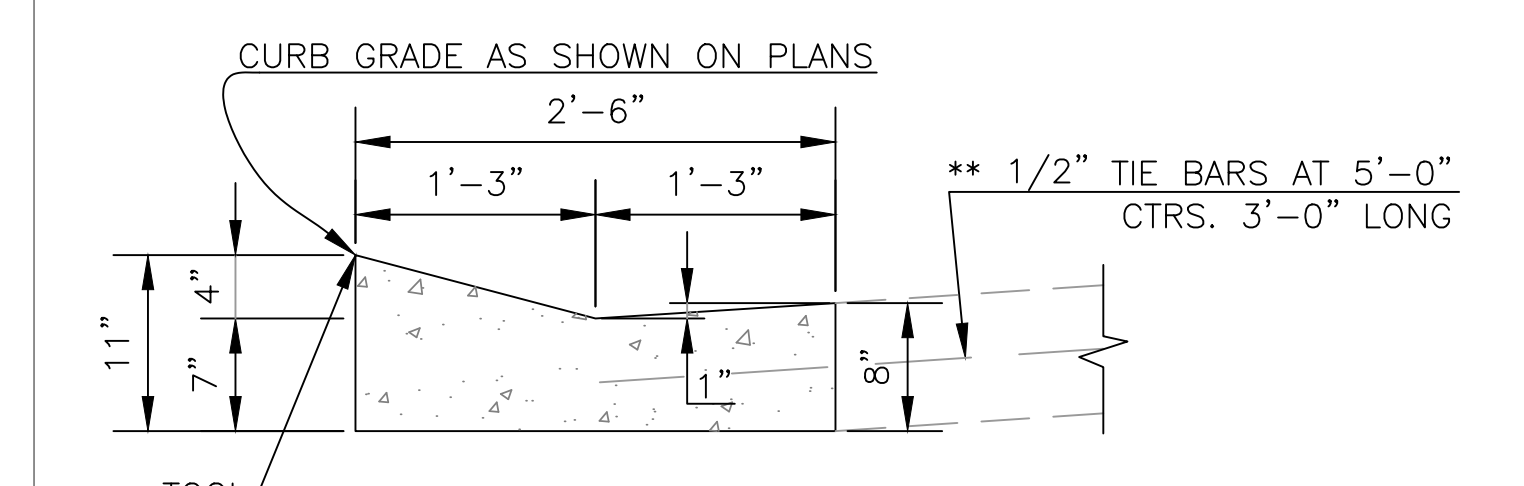 CURB GRADE AS SHOWN ON PLANS
2'-6"
1'-3"
1'-3"
** 1/2" TIE BARS AT 5'-0"
CTRS. 3'-0" LONG
4"
11"
7"
1"
8"